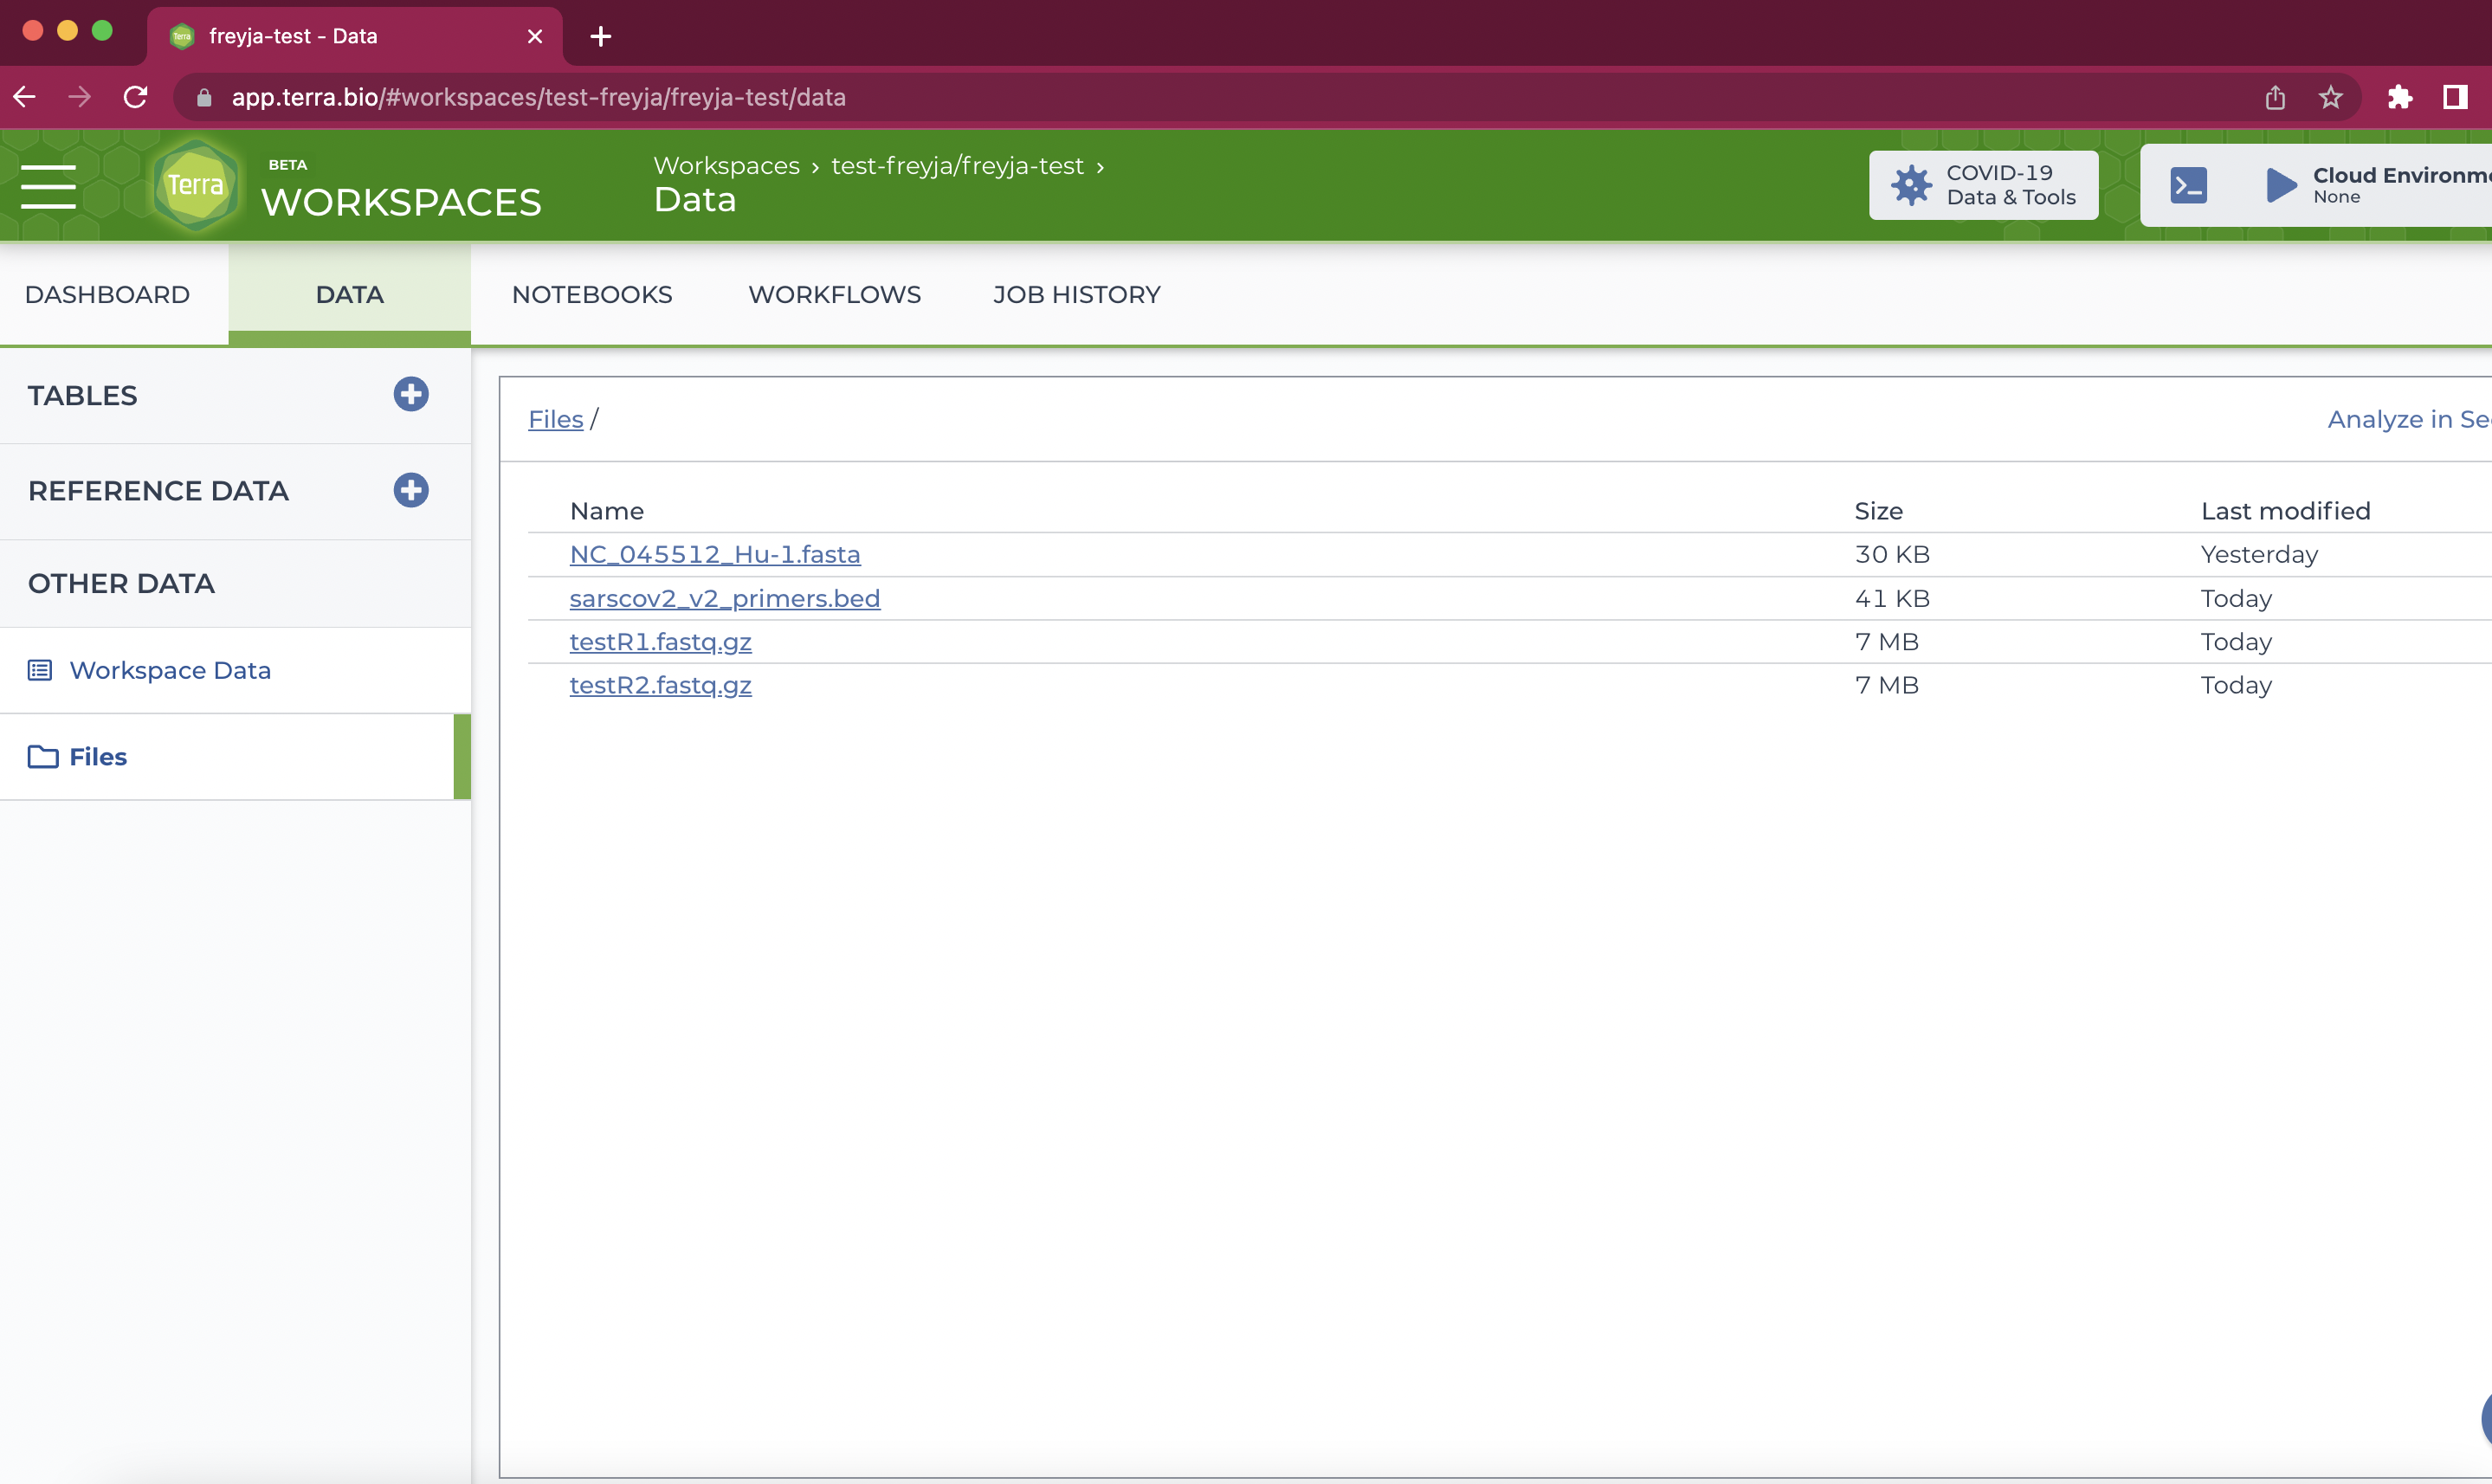 freyja-test - Data
app.terra.bio/#workspaces/test-freyja/freyja-test/data
Terra
BETA
WORKSPACES
Workspaces › test-freyja/freyja-test ›
Data
COVID-19
Data & Tools
Cloud Environme
None
DASHBOARD
DATA
NOTEBOOKS
WORKFLOWS
JOB HISTORY
TABLES
REFERENCE DATA
OTHER DATA
Workspace Data
Files
Files /
Analyze in Se
Name Size Last modified
NC_045512_Hu-1.fasta 30 KB Yesterday
sarscov2_v2_primers.bed 41 KB Today
testR1.fastq.gz 7 MB Today
testR2.fastq.gz 7 MB Today